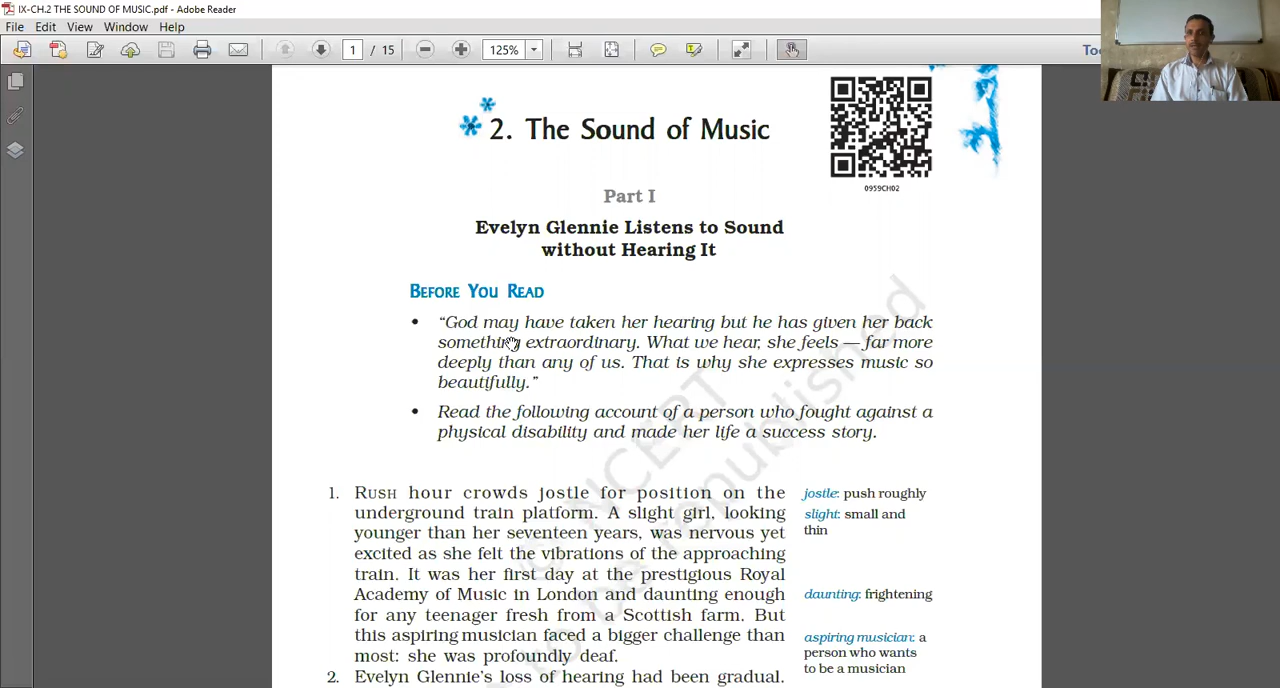 IX-CH.2 THE SOUND OF MUSIC.pdf - Adobe Reader
File Edit View Window Help
1 / 15 125%
2. The Sound of Music
0959CH02
Part I
Evelyn Glennie Listens to Sound
without Hearing It
BEFORE YOU READ
• “God may have taken her hearing but he has given her back
something extraordinary. What we hear, she feels — far more
deeply than any of us. That is why she expresses music so
beautifully.”
• Read the following account of a person who fought against a
physical disability and made her life a success story.
1. RUSH hour crowds jostle for position on the
underground train platform. A slight girl, looking
younger than her seventeen years, was nervous yet
excited as she felt the vibrations of the approaching
train. It was her first day at the prestigious Royal
Academy of Music in London and daunting enough
for any teenager fresh from a Scottish farm. But
this aspiring musician faced a bigger challenge than
most: she was profoundly deaf.
2. Evelyn Glennie’s loss of hearing had been gradual.
jostle: push roughly
slight: small and
thin
daunting: frightening
aspiring musician: a
person who wants
to be a musician
© NCERT
not to be republished